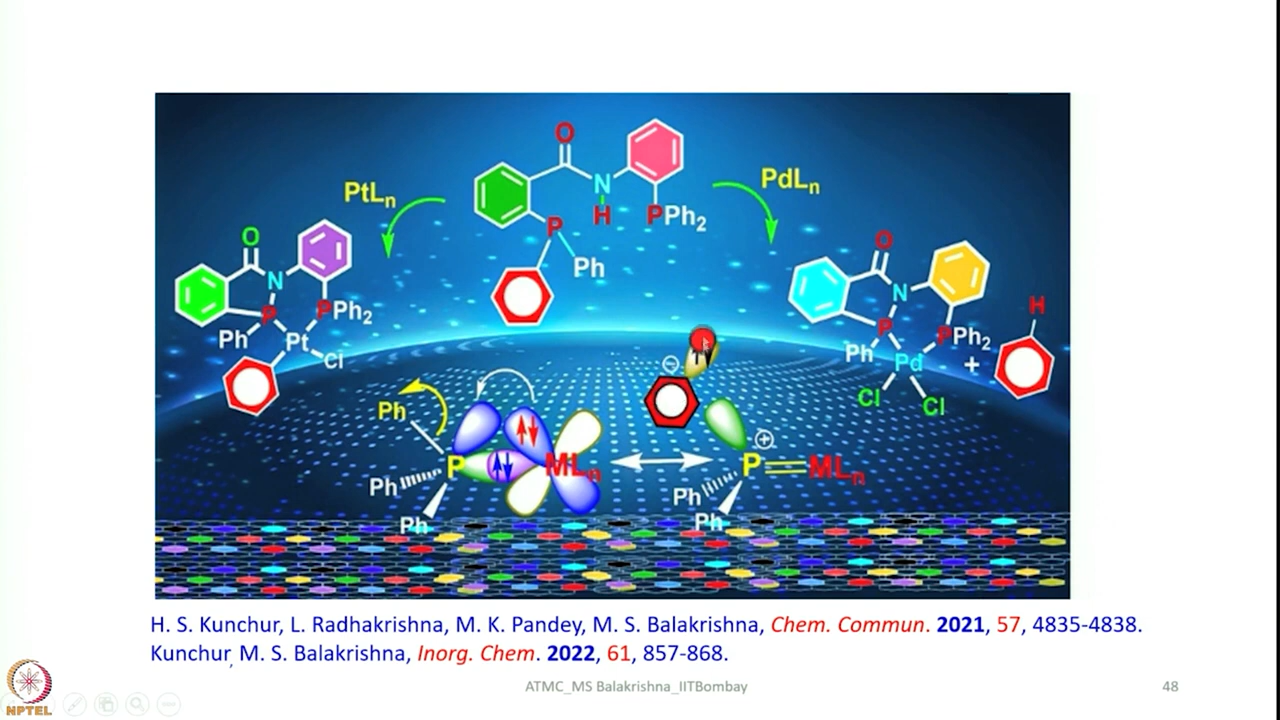 O
PtLn
N
H
PPh2
P
Ph
PdLn
O
N
P
PPh2
Ph
Pt
Cl
O
N
P
PPh2
Ph
Pd
Cl
Cl
+
H
Ph
P
Ph
Ph
MLn
⊖
⊕
P
MLn
Ph
Ph
H. S. Kunchur, L. Radhakrishna, M. K. Pandey, M. S. Balakrishna, Chem. Commun. 2021, 57, 4835-4838.
Kunchur, M. S. Balakrishna, Inorg. Chem. 2022, 61, 857-868.
NPTEL
ATMC_MS Balakrishna_IITBombay
48